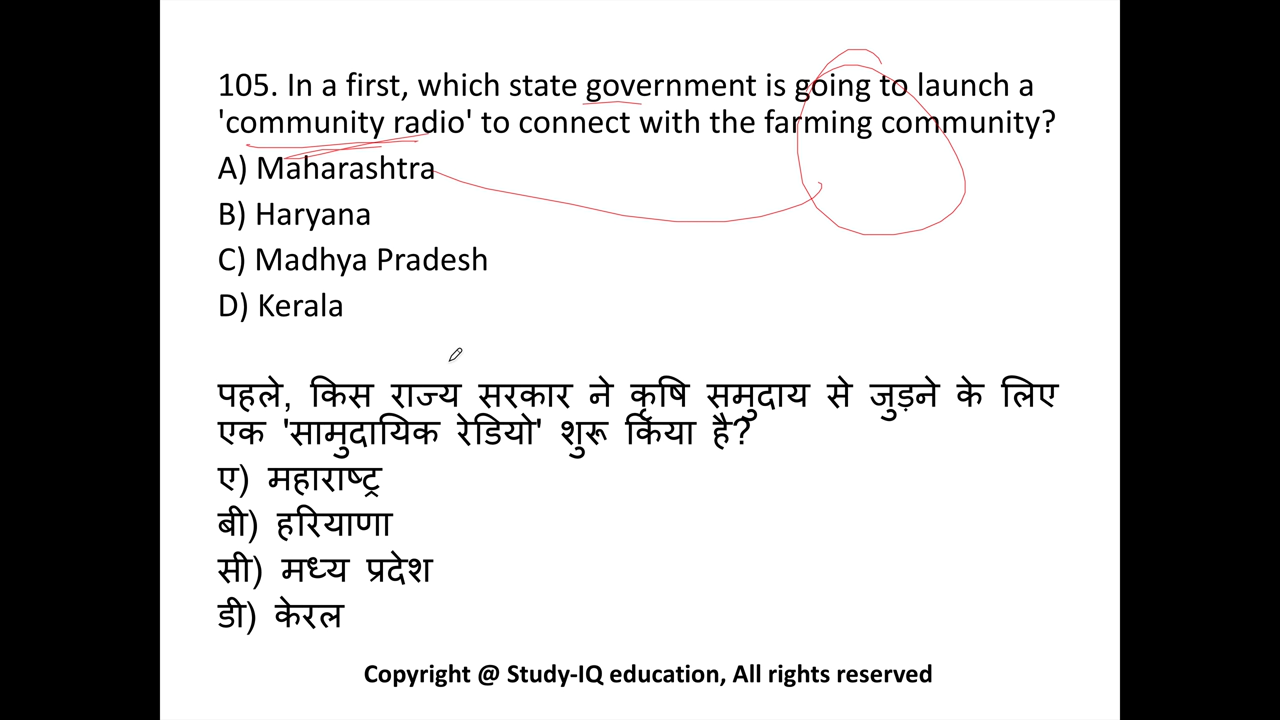 105. In a first, which state government is going to launch a
'community radio' to connect with the farming community?
A) Maharashtra
B) Haryana
C) Madhya Pradesh
D) Kerala
पहले, किस राज्य सरकार ने कृषि समुदाय से जुड़ने के लिए
एक 'सामुदायिक रेडियो' शुरू किया है?
ए) महाराष्ट्र
बी) हरियाणा
सी) मध्य प्रदेश
डी) केरल
Copyright @ Study-IQ education, All rights reserved